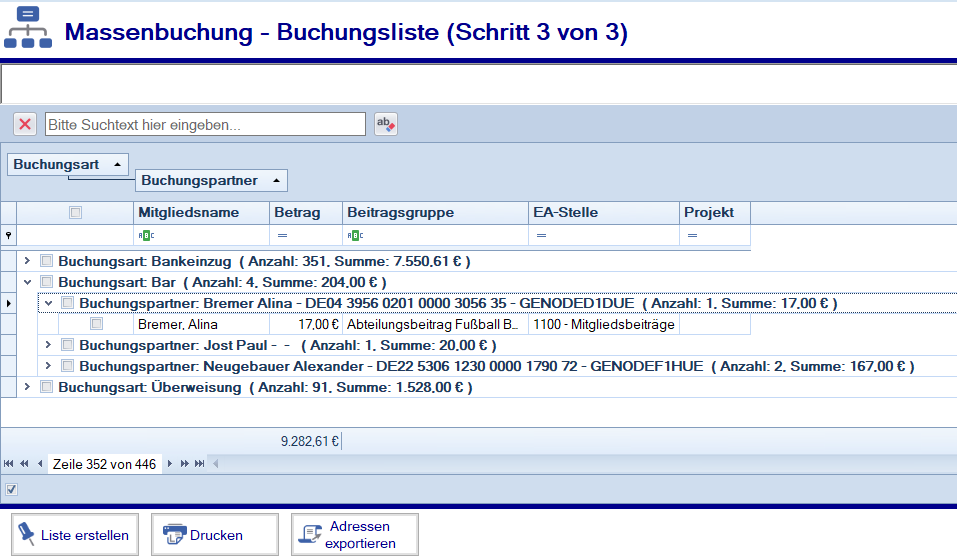 Massenbuchung - Buchungsliste (Schritt 3 von 3)
Bitte Suchtext hier eingeben...
ab
Buchungsart
Buchungspartner
Mitgliedsname Betrag Beitragsgruppe EA-Stelle Projekt
ABC = ABC = =
Buchungsart: Bankeinzug ( Anzahl: 351, Summe: 7.550,61 € )
Buchungsart: Bar ( Anzahl: 4, Summe: 204,00 € )
Buchungspartner: Bremer Alina - DE04 3956 0201 0000 3056 35 - GENODED1DUE ( Anzahl: 1, Summe: 17,00 € )
Bremer, Alina 17,00 € Abteilungsbeitrag Fußball B... 1100 - Mitgliedsbeiträge
Buchungspartner: Jost Paul - - ( Anzahl: 1, Summe: 20,00 € )
Buchungspartner: Neugebauer Alexander - DE22 5306 1230 0000 1790 72 - GENODEF1HUE ( Anzahl: 2, Summe: 167,00 € )
Buchungsart: Überweisung ( Anzahl: 91, Summe: 1.528,00 € )
9.282,61 €
Zeile 352 von 446
Liste erstellen
Drucken
Adressen
exportieren